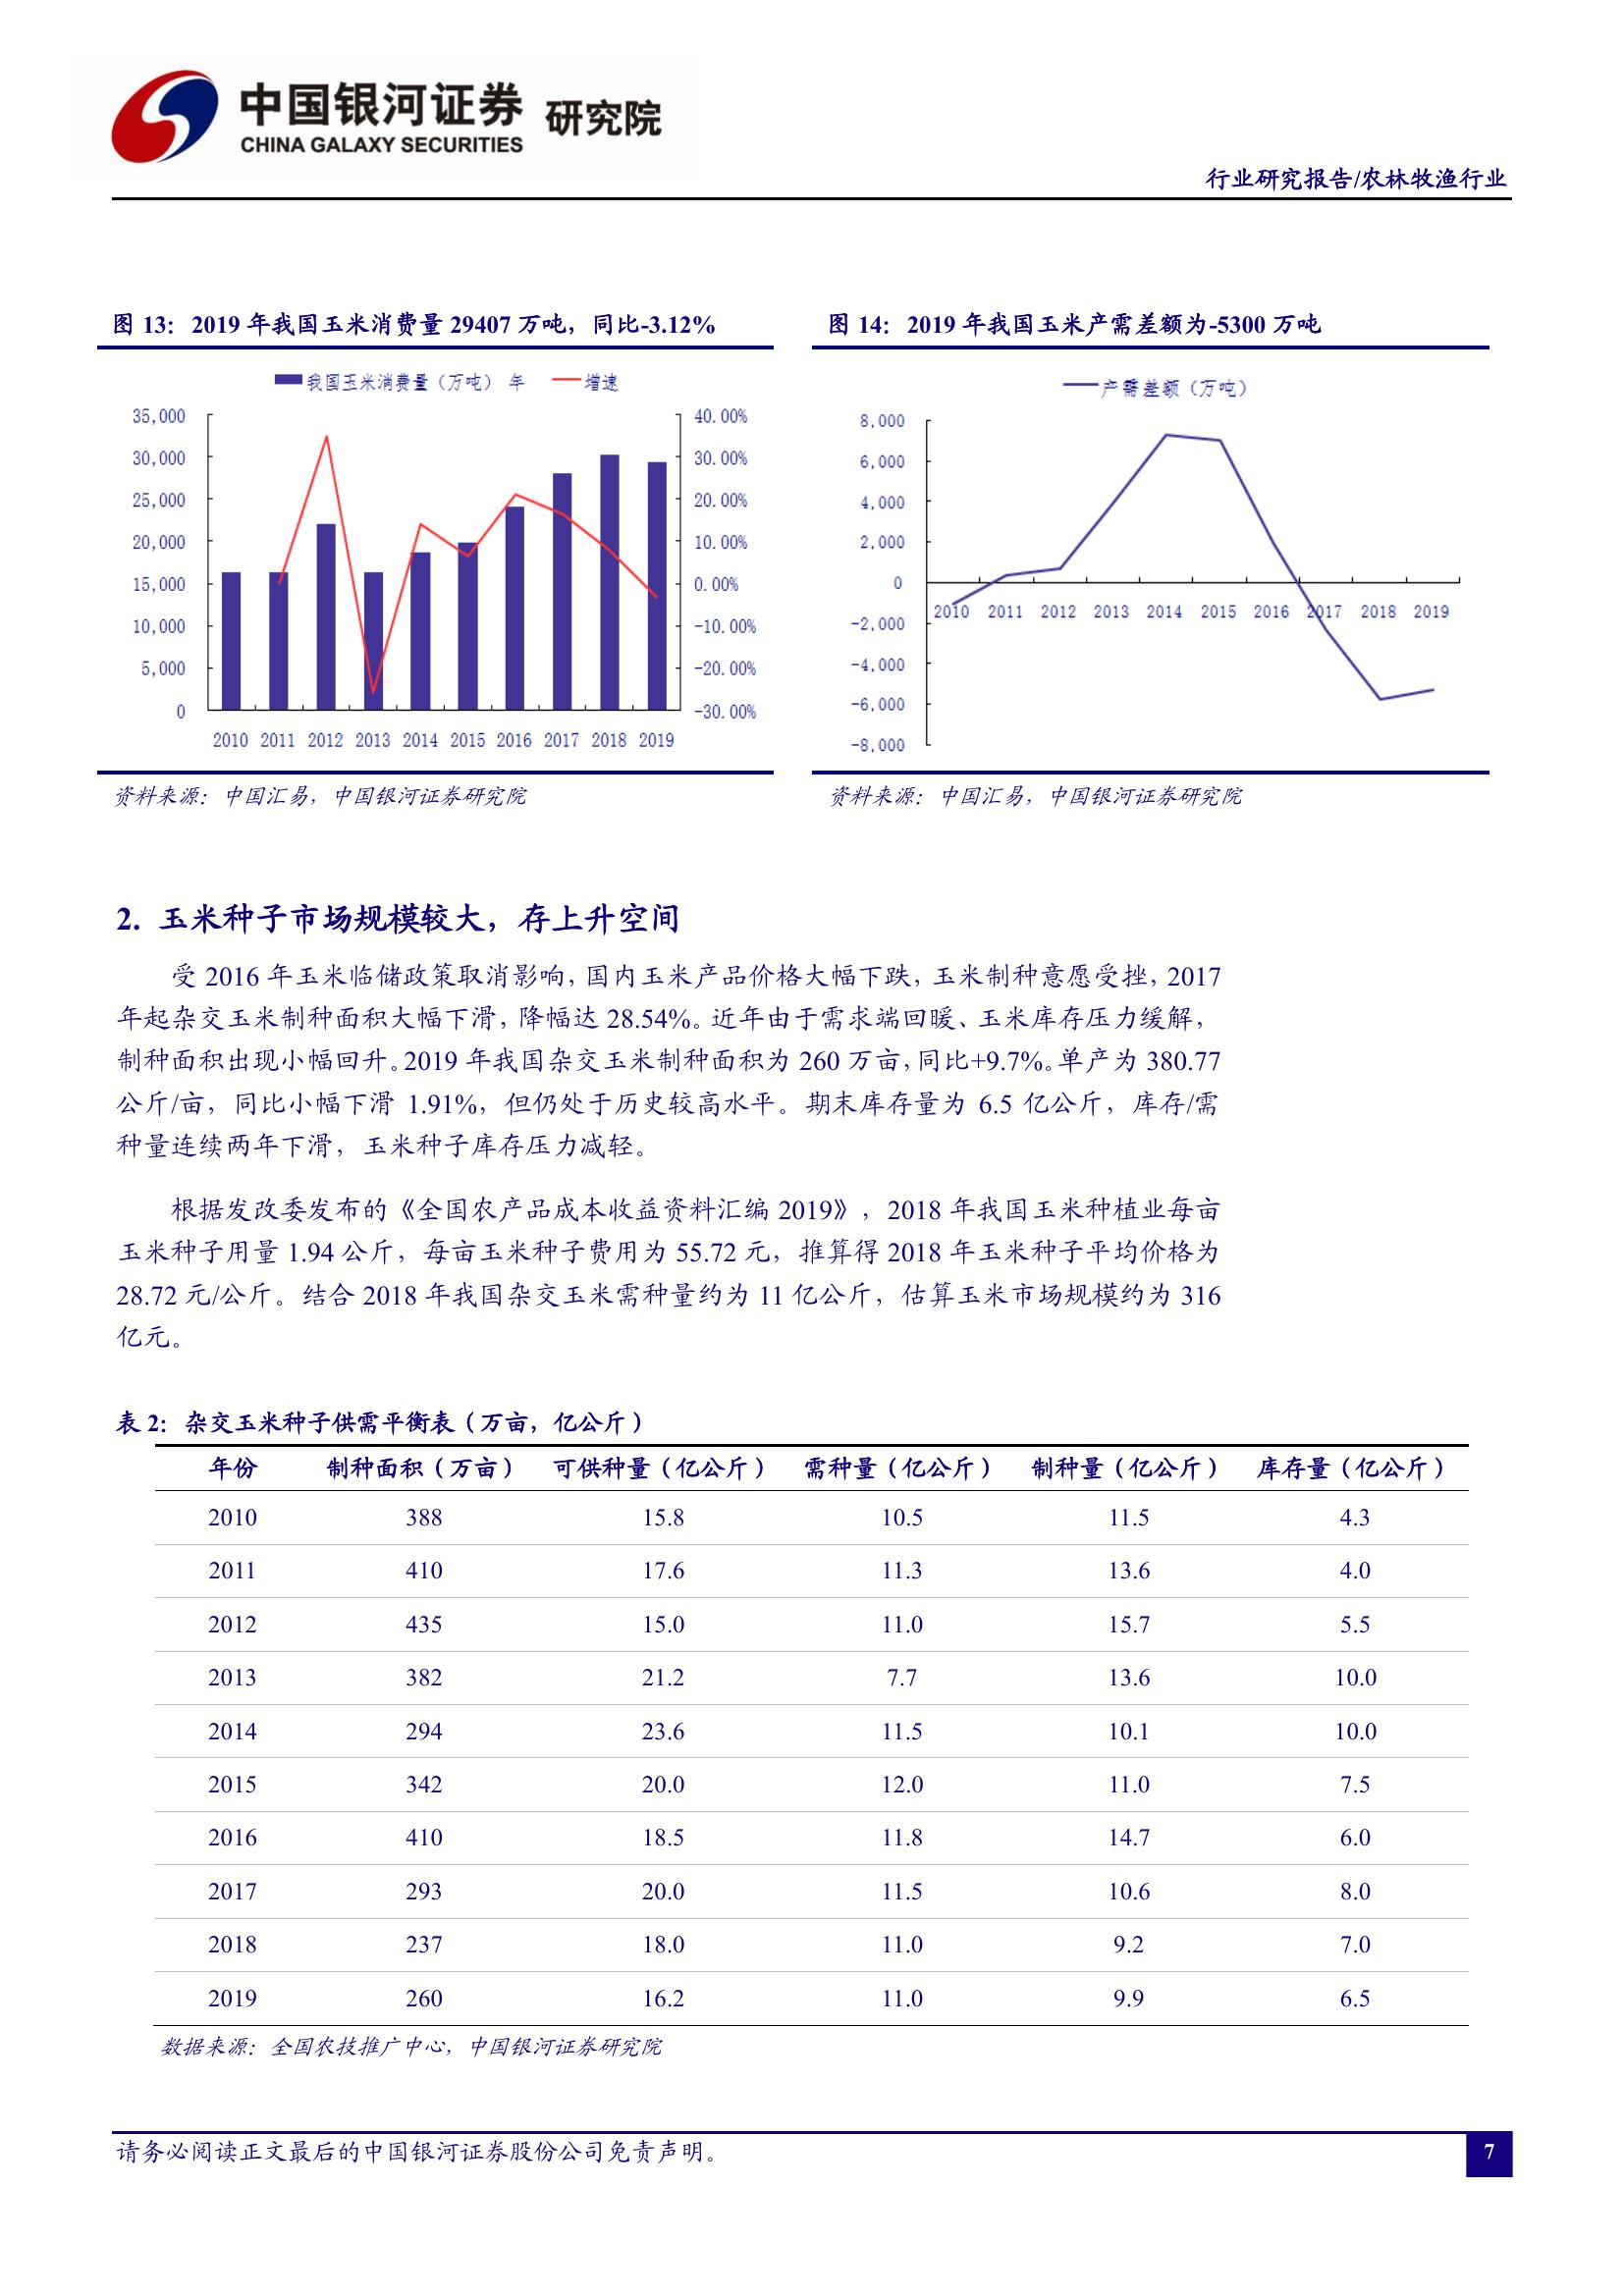 中国银河证券 研究院
CHINA GALAXY SECURITIES
行业研究报告/农林牧渔行业
图 13：2019 年我国玉米消费量 29407 万吨，同比-3.12%
我国玉米消费量（万吨） 年 增速
35,000 40.00%
30,000 30.00%
25,000 20.00%
20,000 10.00%
15,000 0.00%
10,000 -10.00%
5,000 -20.00%
0 -30.00%
2010 2011 2012 2013 2014 2015 2016 2017 2018 2019
资料来源：中国汇易，中国银河证券研究院
图 14：2019 年我国玉米产需差额为-5300 万吨
产需差额（万吨）
8,000
6,000
4,000
2,000
0
2010 2011 2012 2013 2014 2015 2016 2017 2018 2019
-2,000
-4,000
-6,000
-8,000
资料来源：中国汇易，中国银河证券研究院
2. 玉米种子市场规模较大，存上升空间
受 2016 年玉米临储政策取消影响，国内玉米产品价格大幅下跌，玉米制种意愿受挫，2017
年起杂交玉米制种面积大幅下滑，降幅达 28.54%。近年由于需求端回暖、玉米库存压力缓解，
制种面积出现小幅回升。2019 年我国杂交玉米制种面积为 260 万亩，同比+9.7%。单产为 380.77
公斤/亩，同比小幅下滑 1.91%，但仍处于历史较高水平。期末库存量为 6.5 亿公斤，库存/需
种量连续两年下滑，玉米种子库存压力减轻。
根据发改委发布的《全国农产品成本收益资料汇编 2019》，2018 年我国玉米种植业每亩
玉米种子用量 1.94 公斤，每亩玉米种子费用为 55.72 元，推算得 2018 年玉米种子平均价格为
28.72 元/公斤。结合 2018 年我国杂交玉米需种量约为 11 亿公斤，估算玉米市场规模约为 316
亿元。
表 2：杂交玉米种子供需平衡表（万亩，亿公斤）
年份 制种面积（万亩） 可供种量（亿公斤） 需种量（亿公斤） 制种量（亿公斤） 库存量（亿公斤）
2010 388 15.8 10.5 11.5 4.3
2011 410 17.6 11.3 13.6 4.0
2012 435 15.0 11.0 15.7 5.5
2013 382 21.2 7.7 13.6 10.0
2014 294 23.6 11.5 10.1 10.0
2015 342 20.0 12.0 11.0 7.5
2016 410 18.5 11.8 14.7 6.0
2017 293 20.0 11.5 10.6 8.0
2018 237 18.0 11.0 9.2 7.0
2019 260 16.2 11.0 9.9 6.5
数据来源：全国农技推广中心，中国银河证券研究院
请务必阅读正文最后的中国银河证券股份公司免责声明。
7